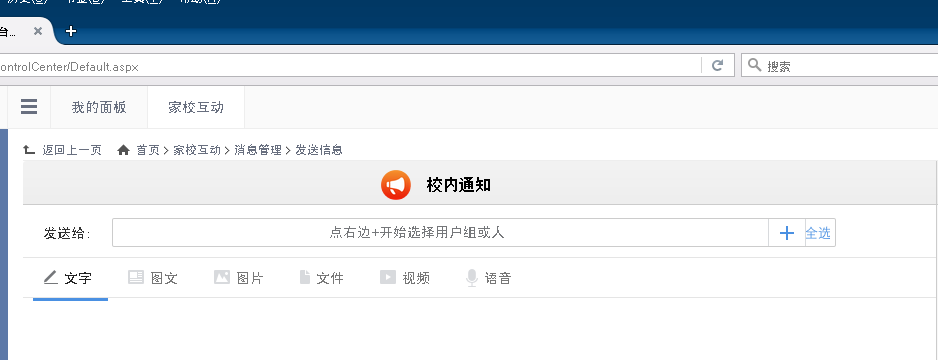 台...
ontrolCenter/Default.aspx
搜索
我的面板 家校互动
返回上一页 首页 > 家校互动 > 消息管理 > 发送信息
校内通知
发送给: 点右边+开始选择用户组或人 全选
文字 图文 图片 文件 视频 语音